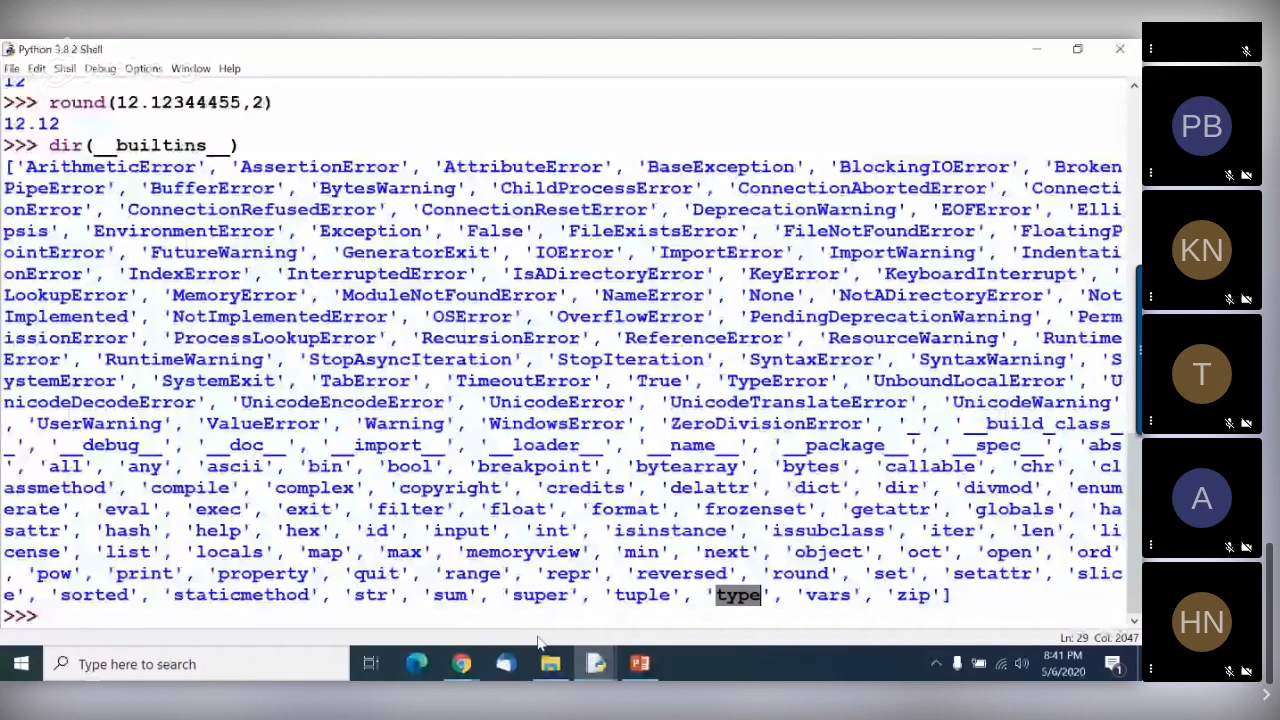 Python 3.8.2 Shell
File Edit Shell Debug Options Window Help
12
>>> round(12.12344455,2)
12.12
>>> dir(__builtins__)
['ArithmeticError', 'AssertionError', 'AttributeError', 'BaseException', 'BlockingIOError', 'Broken
PipeError', 'BufferError', 'BytesWarning', 'ChildProcessError', 'ConnectionAbortedError', 'Connecti
onError', 'ConnectionRefusedError', 'ConnectionResetError', 'DeprecationWarning', 'EOFError', 'Elli
psis', 'EnvironmentError', 'Exception', 'False', 'FileExistsError', 'FileNotFoundError', 'FloatingP
ointError', 'FutureWarning', 'GeneratorExit', 'IOError', 'ImportError', 'ImportWarning', 'Indentati
onError', 'IndexError', 'InterruptedError', 'IsADirectoryError', 'KeyError', 'KeyboardInterrupt', '
LookupError', 'MemoryError', 'ModuleNotFoundError', 'NameError', 'None', 'NotADirectoryError', 'Not
Implemented', 'NotImplementedError', 'OSError', 'OverflowError', 'PendingDeprecationWarning', 'Perm
issionError', 'ProcessLookupError', 'RecursionError', 'ReferenceError', 'ResourceWarning', 'Runtime
Error', 'RuntimeWarning', 'StopAsyncIteration', 'StopIteration', 'SyntaxError', 'SyntaxWarning', 'S
ystemError', 'SystemExit', 'TabError', 'TimeoutError', 'True', 'TypeError', 'UnboundLocalError', 'U
nicodeDecodeError', 'UnicodeEncodeError', 'UnicodeError', 'UnicodeTranslateError', 'UnicodeWarning'
, 'UserWarning', 'ValueError', 'Warning', 'WindowsError', 'ZeroDivisionError', '_', '__build_class_
_', '__debug__', '__doc__', '__import__', '__loader__', '__name__', '__package__', '__spec__', 'abs
', 'all', 'any', 'ascii', 'bin', 'bool', 'breakpoint', 'bytearray', 'bytes', 'callable', 'chr', 'cl
assmethod', 'compile', 'complex', 'copyright', 'credits', 'delattr', 'dict', 'dir', 'divmod', 'enum
erate', 'eval', 'exec', 'exit', 'filter', 'float', 'format', 'frozenset', 'getattr', 'globals', 'ha
sattr', 'hash', 'help', 'hex', 'id', 'input', 'int', 'isinstance', 'issubclass', 'iter', 'len', 'li
cense', 'list', 'locals', 'map', 'max', 'memoryview', 'min', 'next', 'object', 'oct', 'open', 'ord'
, 'pow', 'print', 'property', 'quit', 'range', 'repr', 'reversed', 'round', 'set', 'setattr', 'slic
e', 'sorted', 'staticmethod', 'str', 'sum', 'super', 'tuple', 'type', 'vars', 'zip']
>>>
Ln: 29 Col: 2047
Type here to search
8:41 PM
5/6/2020
1
PB
KN
T
A
HN